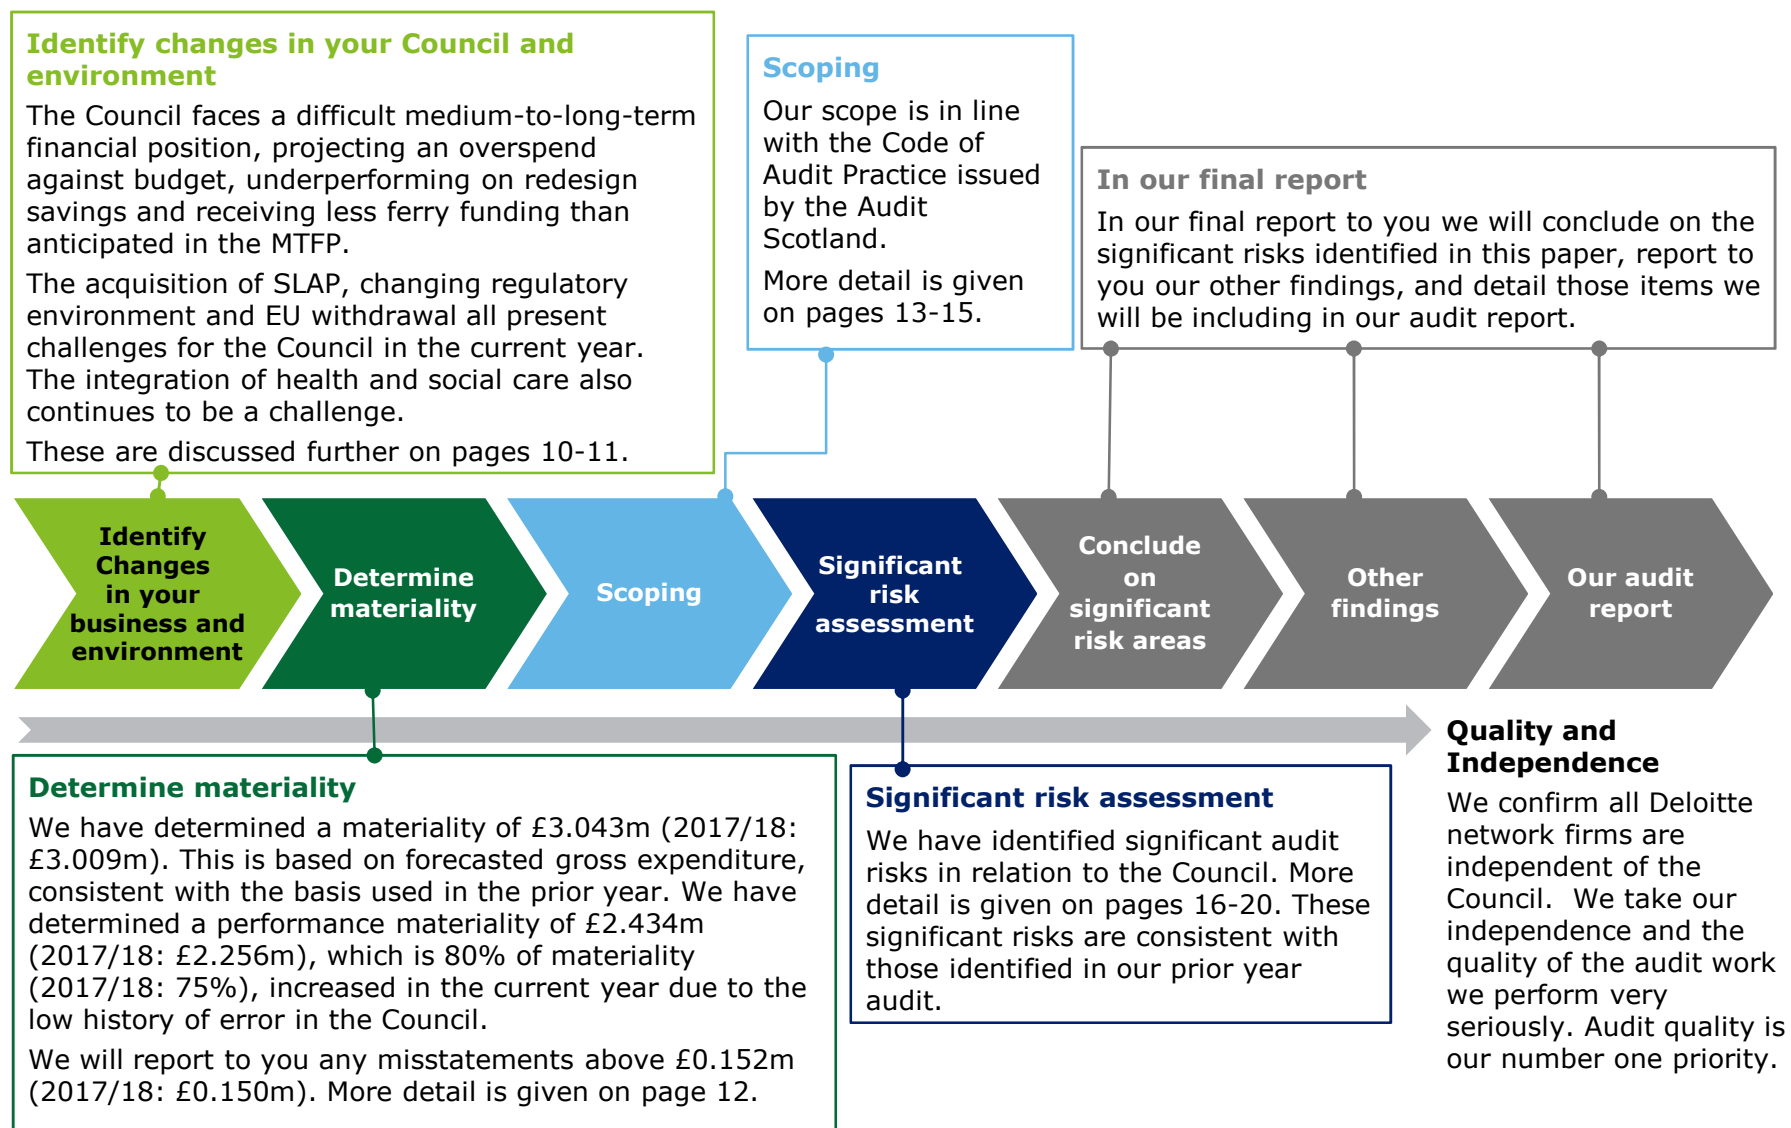 Identify changes in your Council and
environment
The Council faces a difficult medium-to-long-term
financial position, projecting an overspend
against budget, underperforming on redesign
savings and receiving less ferry funding than
anticipated in the MTFP.
The acquisition of SLAP, changing regulatory
environment and EU withdrawal all present
challenges for the Council in the current year.
The integration of health and social care also
continues to be a challenge.
These are discussed further on pages 10-11.
Scoping
Our scope is in line
with the Code of
Audit Practice issued
by the Audit
Scotland.
More detail is given
on pages 13-15.
In our final report
In our final report to you we will conclude on the
significant risks identified in this paper, report to
you our other findings, and detail those items we
will be including in our audit report.
Identify
Changes
in your
business and
environment
Determine
materiality
Scoping
Significant
risk
assessment
Conclude
on
significant
risk areas
Other
findings
Our audit
report
Determine materiality
We have determined a materiality of £3.043m (2017/18:
£3.009m). This is based on forecasted gross expenditure,
consistent with the basis used in the prior year. We have
determined a performance materiality of £2.434m
(2017/18: £2.256m), which is 80% of materiality
(2017/18: 75%), increased in the current year due to the
low history of error in the Council.
We will report to you any misstatements above £0.152m
(2017/18: £0.150m). More detail is given on page 12.
Significant risk assessment
We have identified significant audit
risks in relation to the Council. More
detail is given on pages 16-20. These
significant risks are consistent with
those identified in our prior year
audit.
Quality and
Independence
We confirm all Deloitte
network firms are
independent of the
Council.  We take our
independence and the
quality of the audit work
we perform very
seriously. Audit quality is
our number one priority.